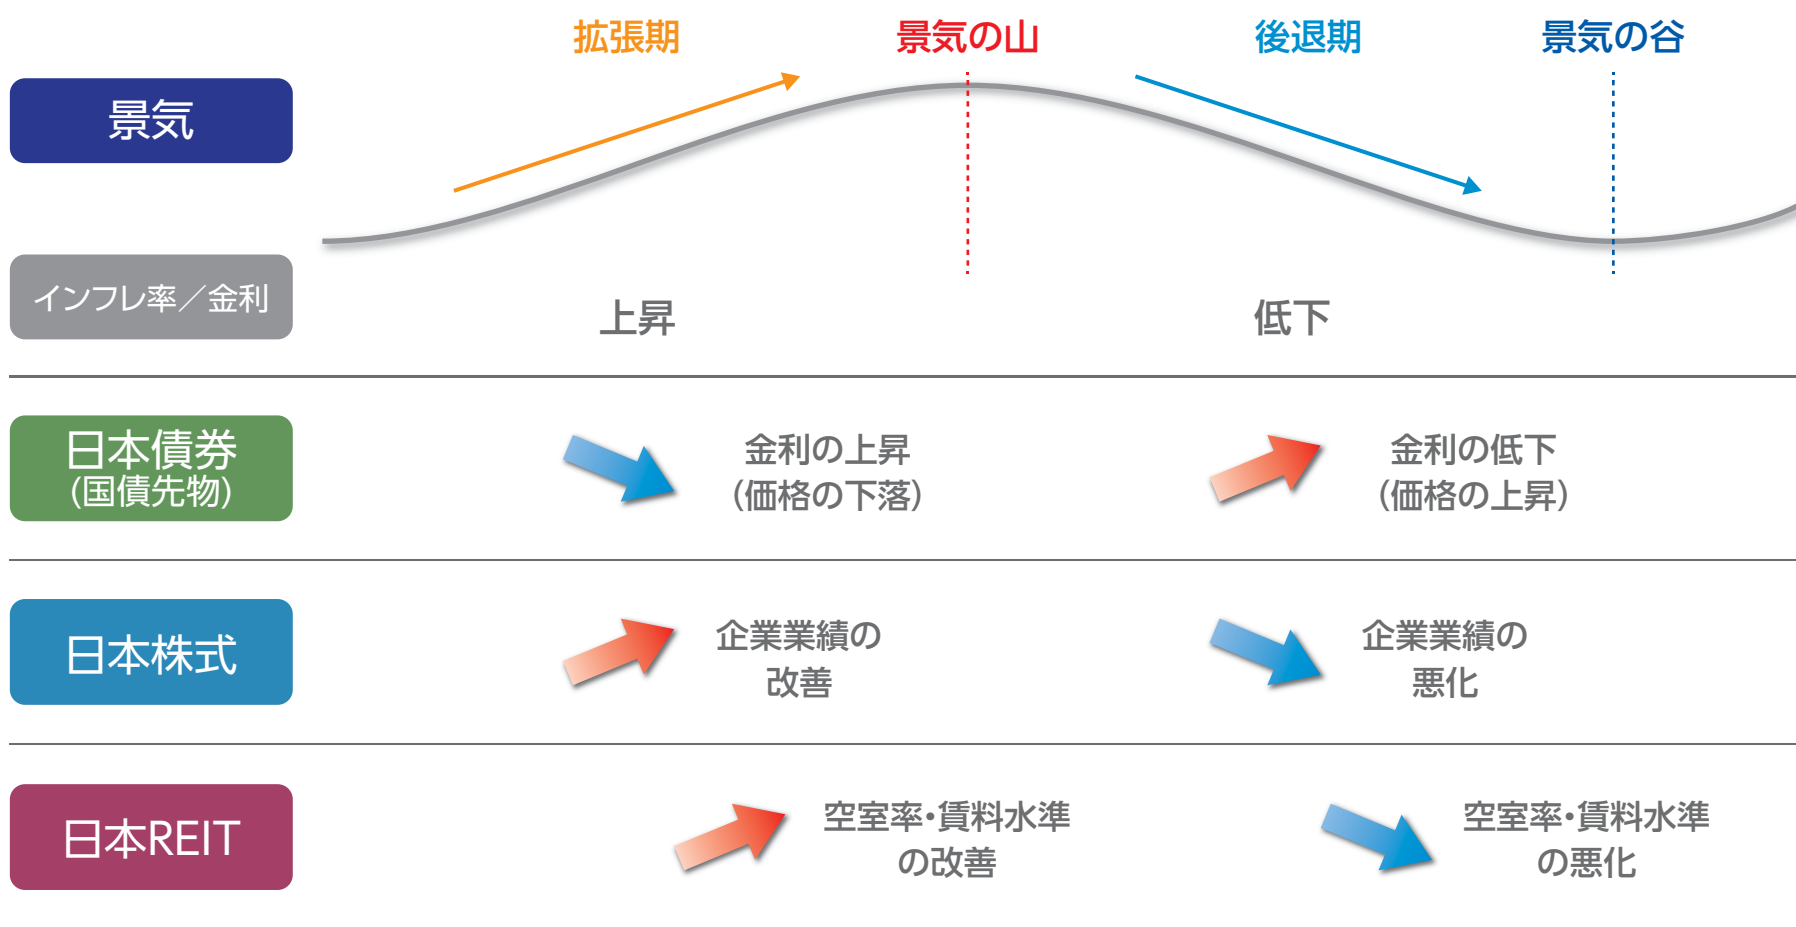 拡張期
景気の山
後退期
景気の谷
景気
インフレ率／金利
上昇
低下
日本債券
(国債先物)
金利の上昇
(価格の下落)
金利の低下
(価格の上昇)
日本株式
企業業績の
改善
企業業績の
悪化
日本REIT
空室率・賃料水準
の改善
空室率・賃料水準
の悪化